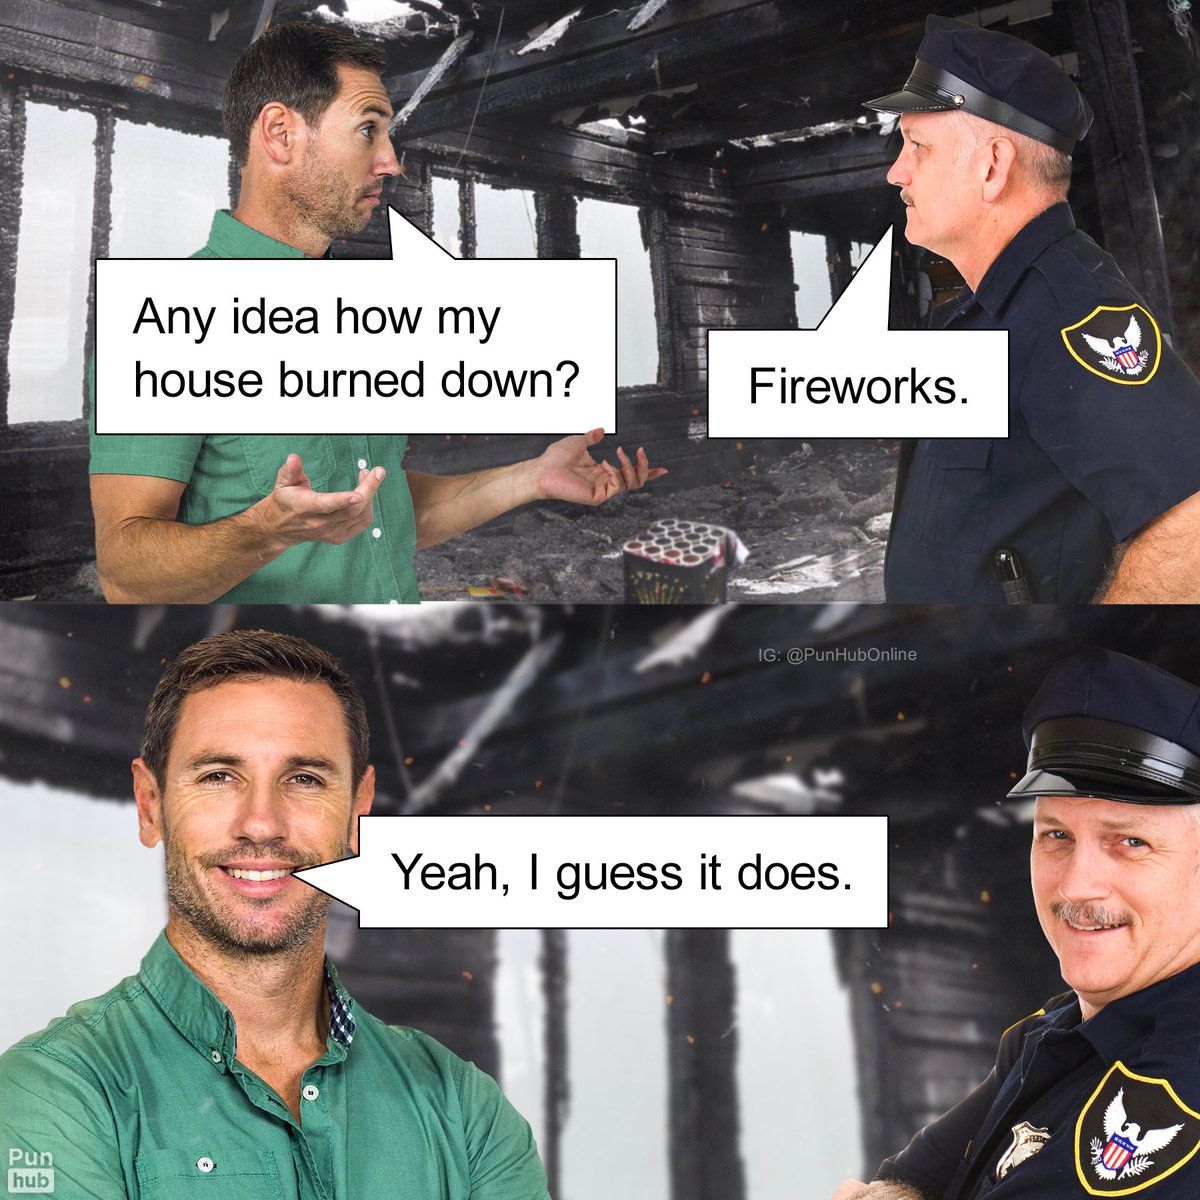 Any idea how my
house burned down?
Fireworks.
IG: @PunHubOnline
Yeah, I guess it does.
Pun
hub